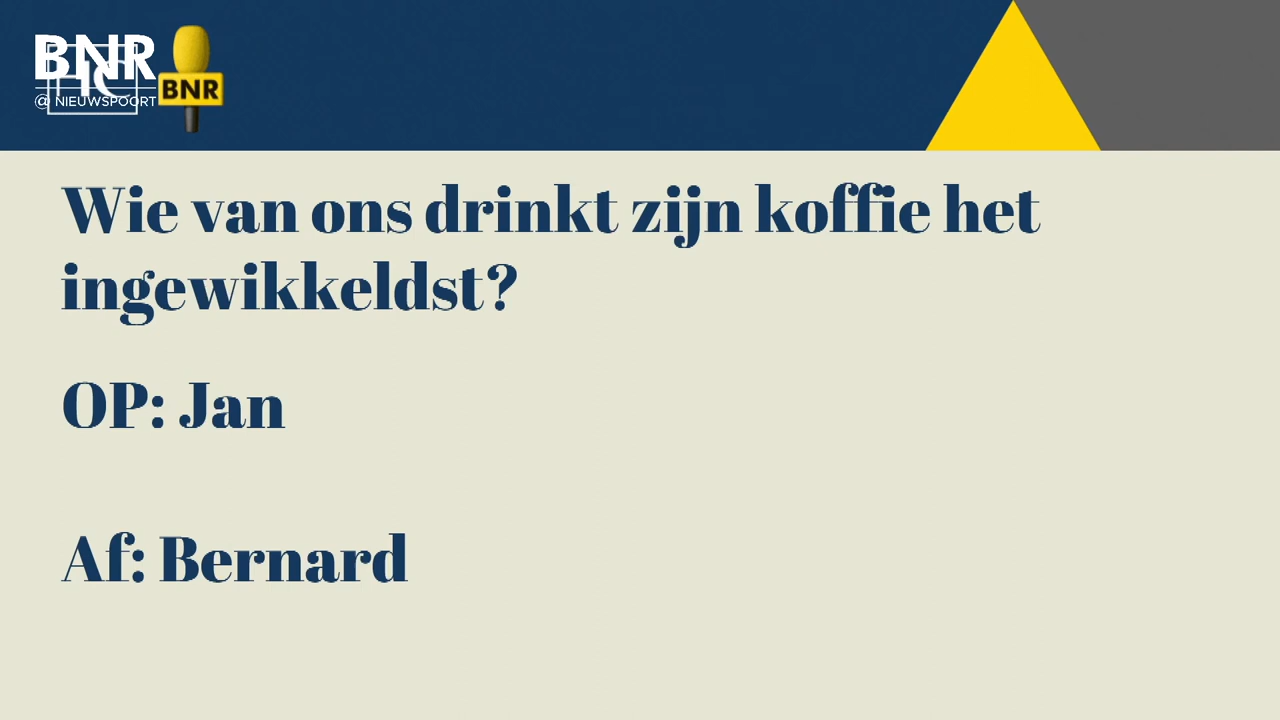 BNR
@ NIEUWSPOORT
BNR
Wie van ons drinkt zijn koffie het
ingewikkeldst?
OP: Jan
Af: Bernard